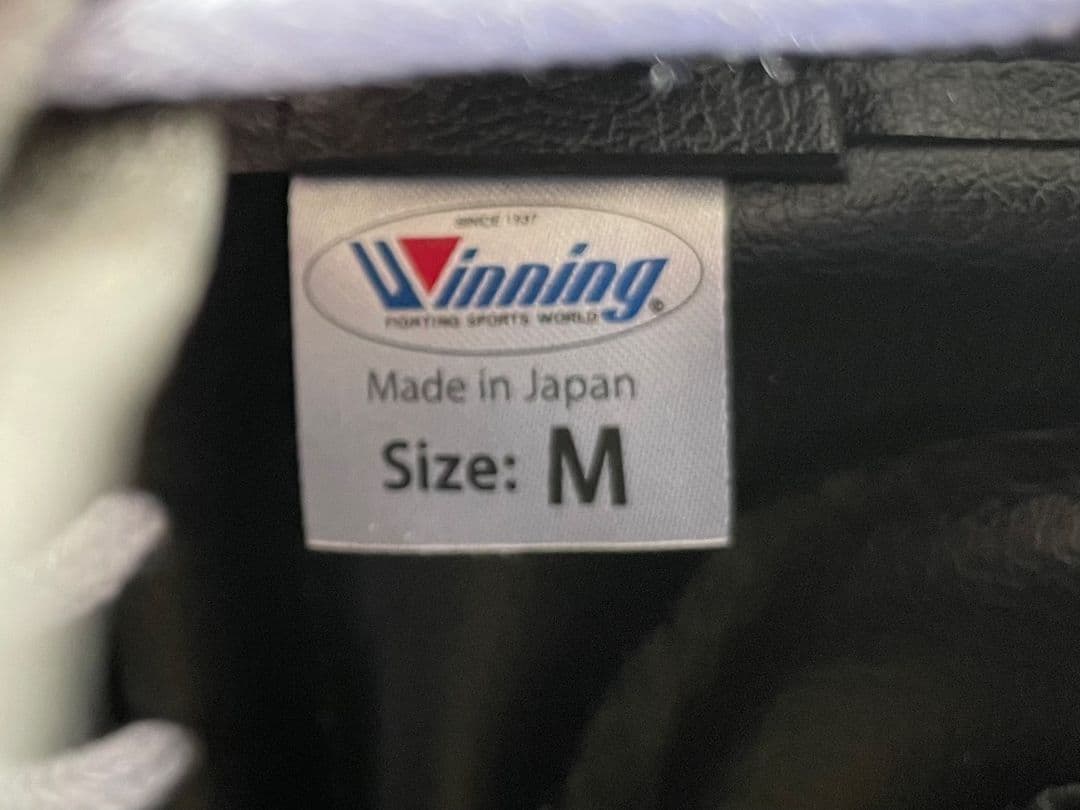 SINCE 1937
Winning®
FIGHTING SPORTS WORLD
Made in Japan
Size: M